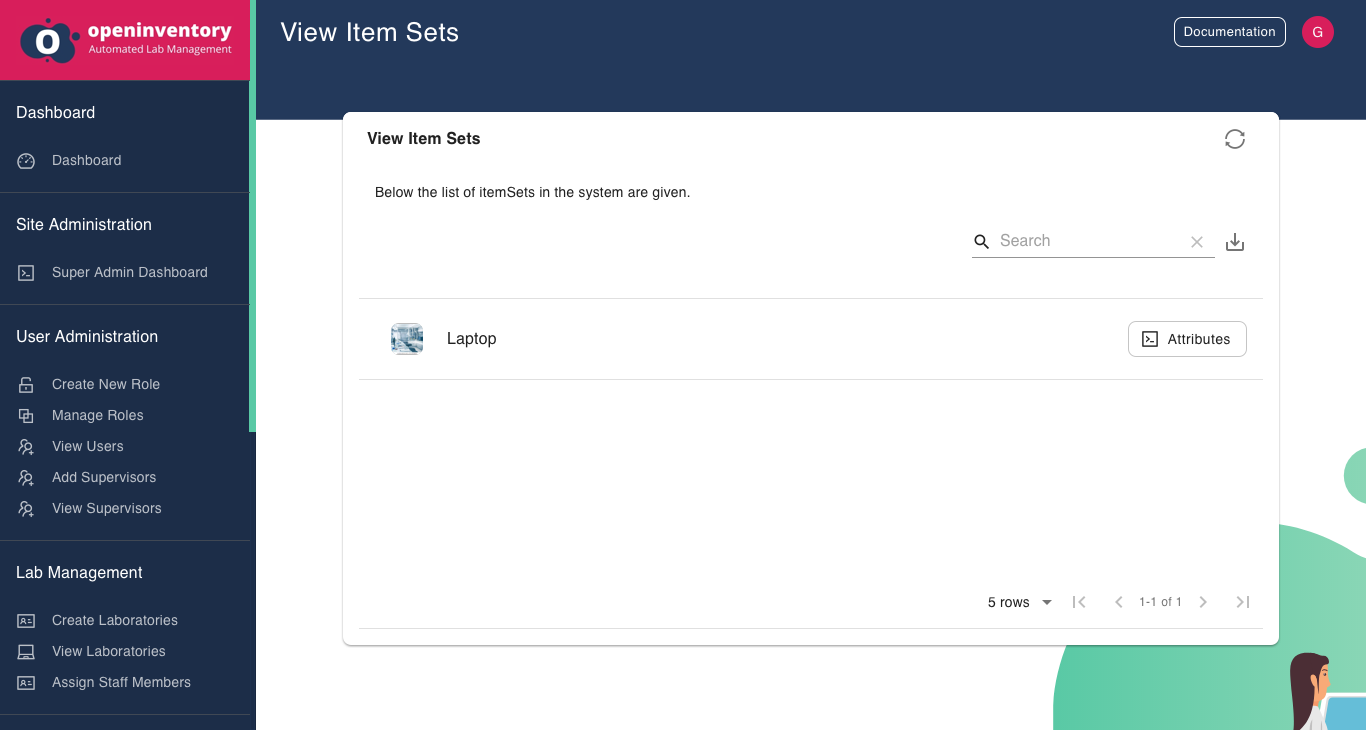 openinventory
Automated Lab Management
View Item Sets
Documentation
G
Dashboard
Dashboard
Site Administration
Super Admin Dashboard
User Administration
Create New Role
Manage Roles
View Users
Add Supervisors
View Supervisors
Lab Management
Create Laboratories
View Laboratories
Assign Staff Members
View Item Sets
Below the list of itemSets in the system are given.
Search
Laptop
Attributes
5 rows
1-1 of 1